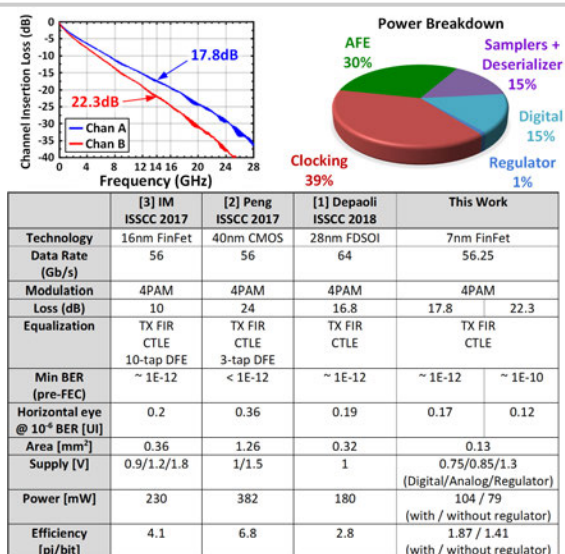 Channel Insertion Loss (dB)
0
-5
-10
-15
-20
-25
-30
-35
-40
17.8dB
22.3dB
Chan A
Chan B
0 4 8 12 14 16 20 24 28
Frequency (GHz)
Power Breakdown
AFE
30%
Samplers +
Deserializer
15%
Digital
15%
Regulator
1%
Clocking
39%
[3] IM [2] Peng [1] Depaoli This Work
ISSCC 2017 ISSCC 2017 ISSCC 2018
Technology 16nm FinFet 40nm CMOS 28nm FDSOI 7nm FinFet
Data Rate 56 56 64 56.25
(Gb/s)
Modulation 4PAM 4PAM 4PAM 4PAM
Loss (dB) 10 24 16.8 17.8 22.3
Equalization TX FIR TX FIR TX FIR TX FIR
CTLE CTLE CTLE CTLE
10-tap DFE 3-tap DFE
Min BER ~ 1E-12 < 1E-12 ~ 1E-12 ~ 1E-12 ~ 1E-10
(pre-FEC)
Horizontal eye 0.2 0.36 0.19 0.17 0.12
@ 10⁻⁶ BER [UI]
Area [mm²] 0.36 1.26 0.32 0.13
Supply [V] 0.9/1.2/1.8 1/1.5 1 0.75/0.85/1.3
(Digital/Analog/Regulator)
Power [mW] 230 382 180 104 / 79
(with / without regulator)
Efficiency 4.1 6.8 2.8 1.87 / 1.41
[pj/bit] (with / without regulator)